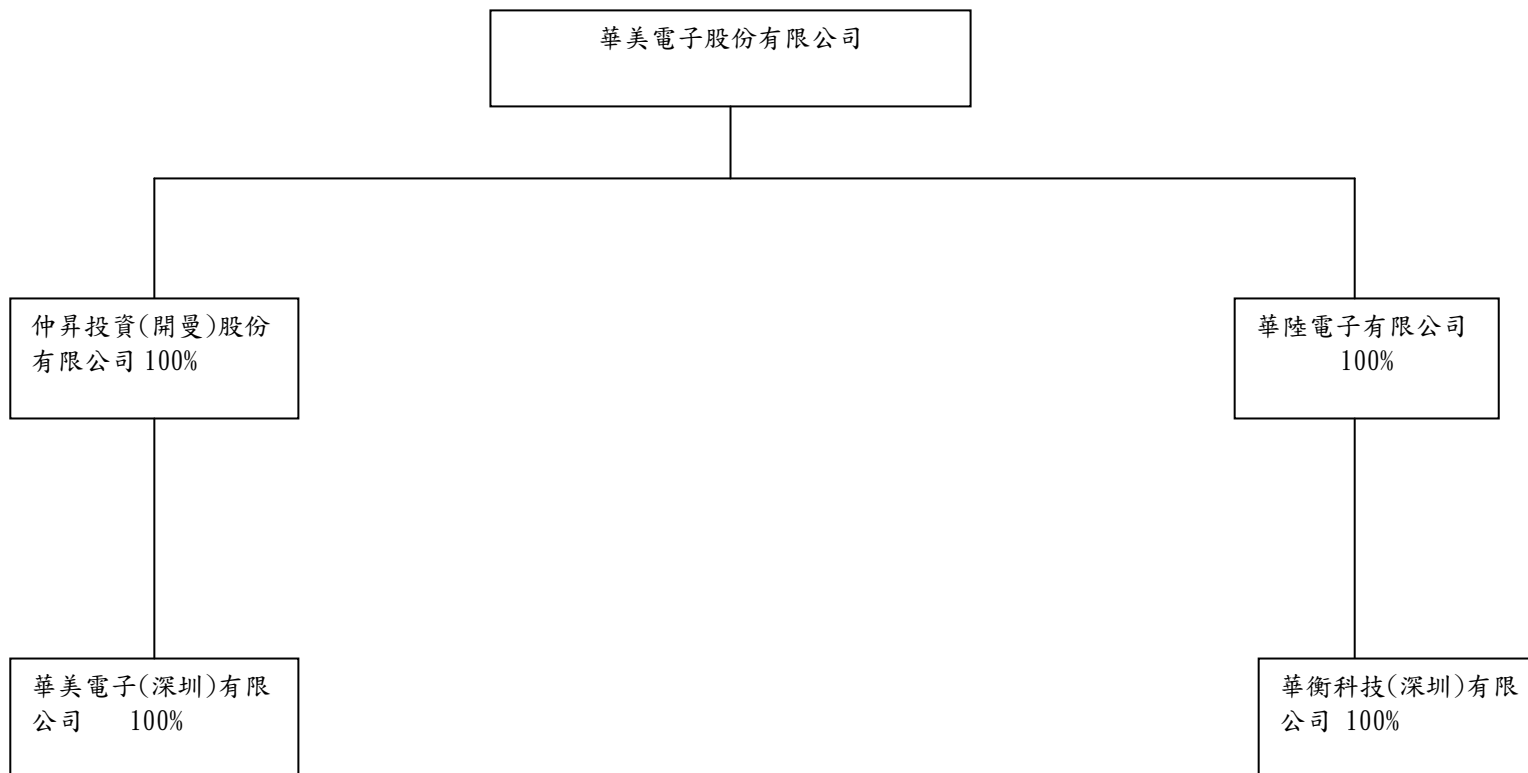 華美電子股份有限公司
仲昇投資(開曼)股份
有限公司 100%
華陸電子有限公司
100%
華美電子(深圳)有限
公司 100%
華衡科技(深圳)有限
公司 100%